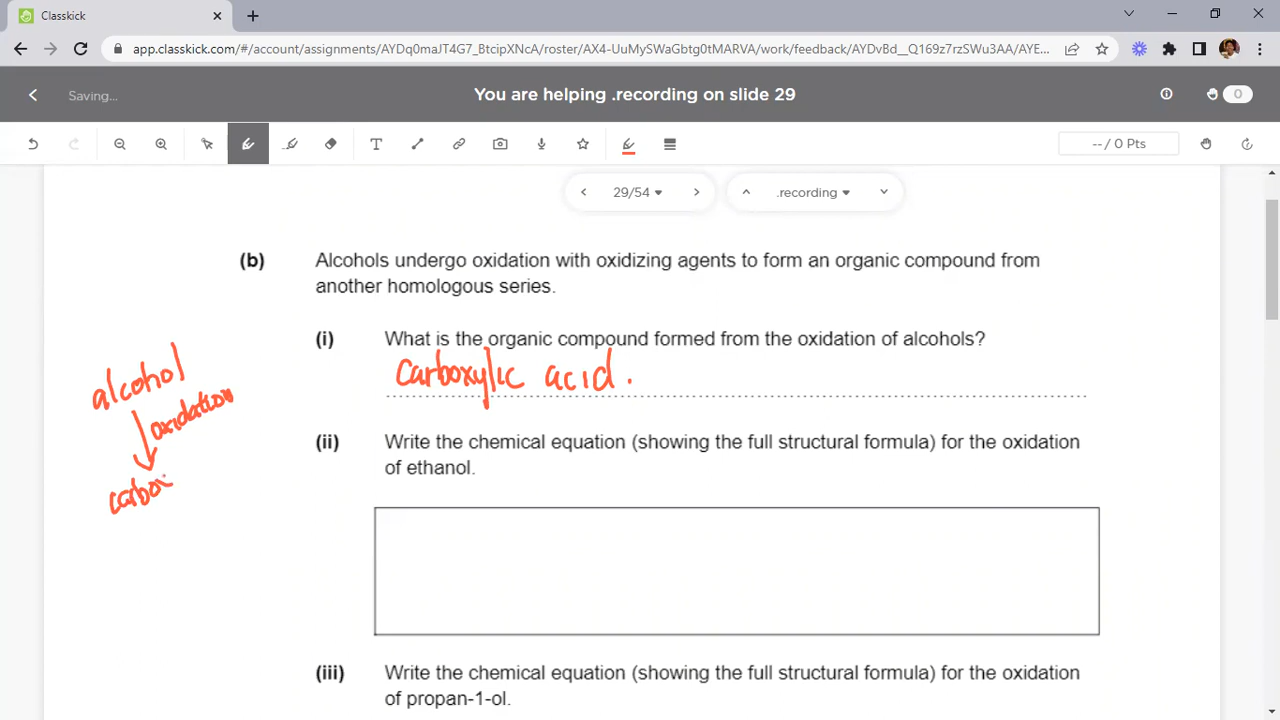 Classkick
app.classkick.com/#/account/assignments/AYDq0maJT4G7_BtcipXNcA/roster/AX4-UuMySWaGbtg0tMARVA/work/feedback/AYDvBd__Q169z7rzSWu3AA/AYE...
Saving...
You are helping .recording on slide 29
0
T
-- / 0 Pts
29/54
.recording
(b) Alcohols undergo oxidation with oxidizing agents to form an organic compound from
another homologous series.
(i) What is the organic compound formed from the oxidation of alcohols?
Carboxylic acid.
alcohol
oxidation
(ii) Write the chemical equation (showing the full structural formula) for the oxidation
of ethanol.
carbox
(iii) Write the chemical equation (showing the full structural formula) for the oxidation
of propan-1-ol.